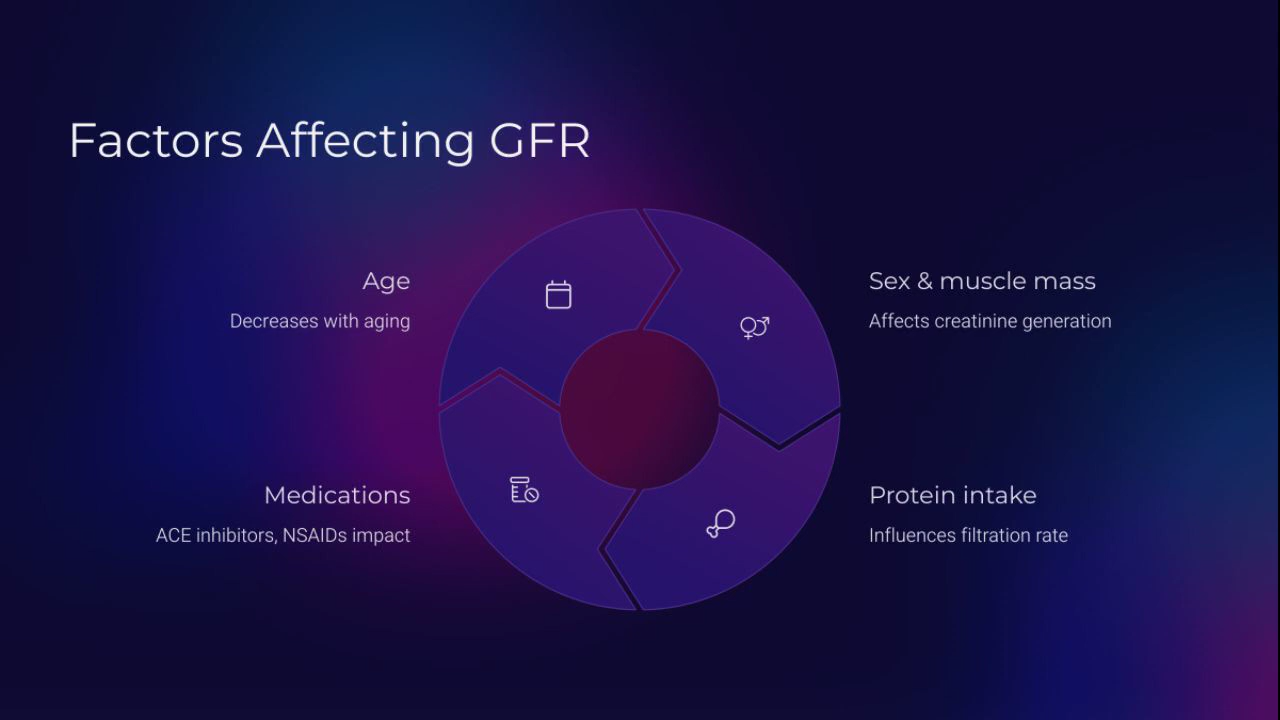 Factors Affecting GFR
Age
Decreases with aging
Sex & muscle mass
Affects creatinine generation
Medications
ACE inhibitors, NSAIDs impact
Protein intake
Influences filtration rate